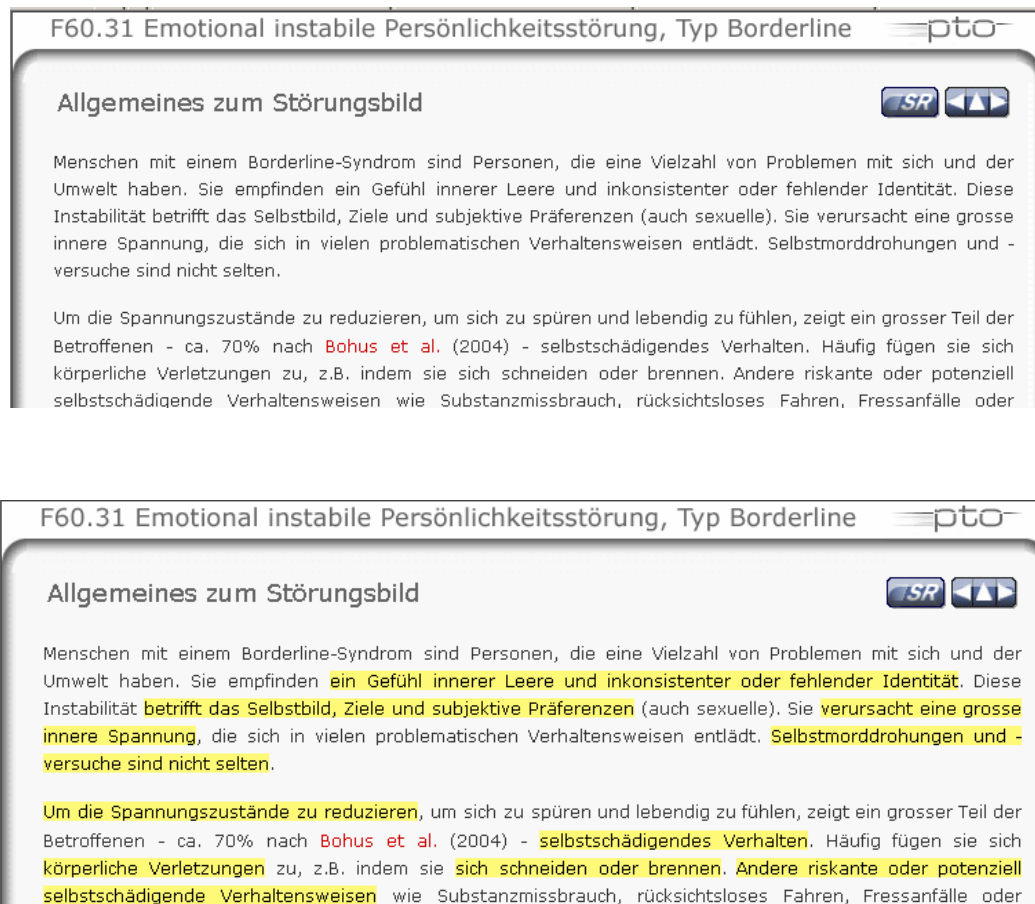 F60.31 Emotional instabile Persönlichkeitsstörung, Typ Borderline pto
Allgemeines zum Störungsbild SR
Menschen mit einem Borderline-Syndrom sind Personen, die eine Vielzahl von Problemen mit sich und der
Umwelt haben. Sie empfinden ein Gefühl innerer Leere und inkonsistenter oder fehlender Identität. Diese
Instabilität betrifft das Selbstbild, Ziele und subjektive Präferenzen (auch sexuelle). Sie verursacht eine grosse
innere Spannung, die sich in vielen problematischen Verhaltensweisen entlädt. Selbstmorddrohungen und -
versuche sind nicht selten.
Um die Spannungszustände zu reduzieren, um sich zu spüren und lebendig zu fühlen, zeigt ein grosser Teil der
Betroffenen - ca. 70% nach Bohus et al. (2004) - selbstschädigendes Verhalten. Häufig fügen sie sich
körperliche Verletzungen zu, z.B. indem sie sich schneiden oder brennen. Andere riskante oder potenziell
selbstschädigende Verhaltensweisen wie Substanzmissbrauch, rücksichtsloses Fahren, Fressanfälle oder
F60.31 Emotional instabile Persönlichkeitsstörung, Typ Borderline pto
Allgemeines zum Störungsbild SR
Menschen mit einem Borderline-Syndrom sind Personen, die eine Vielzahl von Problemen mit sich und der
Umwelt haben. Sie empfinden ein Gefühl innerer Leere und inkonsistenter oder fehlender Identität. Diese
Instabilität betrifft das Selbstbild, Ziele und subjektive Präferenzen (auch sexuelle). Sie verursacht eine grosse
innere Spannung, die sich in vielen problematischen Verhaltensweisen entlädt. Selbstmorddrohungen und -
versuche sind nicht selten.
Um die Spannungszustände zu reduzieren, um sich zu spüren und lebendig zu fühlen, zeigt ein grosser Teil der
Betroffenen - ca. 70% nach Bohus et al. (2004) - selbstschädigendes Verhalten. Häufig fügen sie sich
körperliche Verletzungen zu, z.B. indem sie sich schneiden oder brennen. Andere riskante oder potenziell
selbstschädigende Verhaltensweisen wie Substanzmissbrauch, rücksichtsloses Fahren, Fressanfälle oder